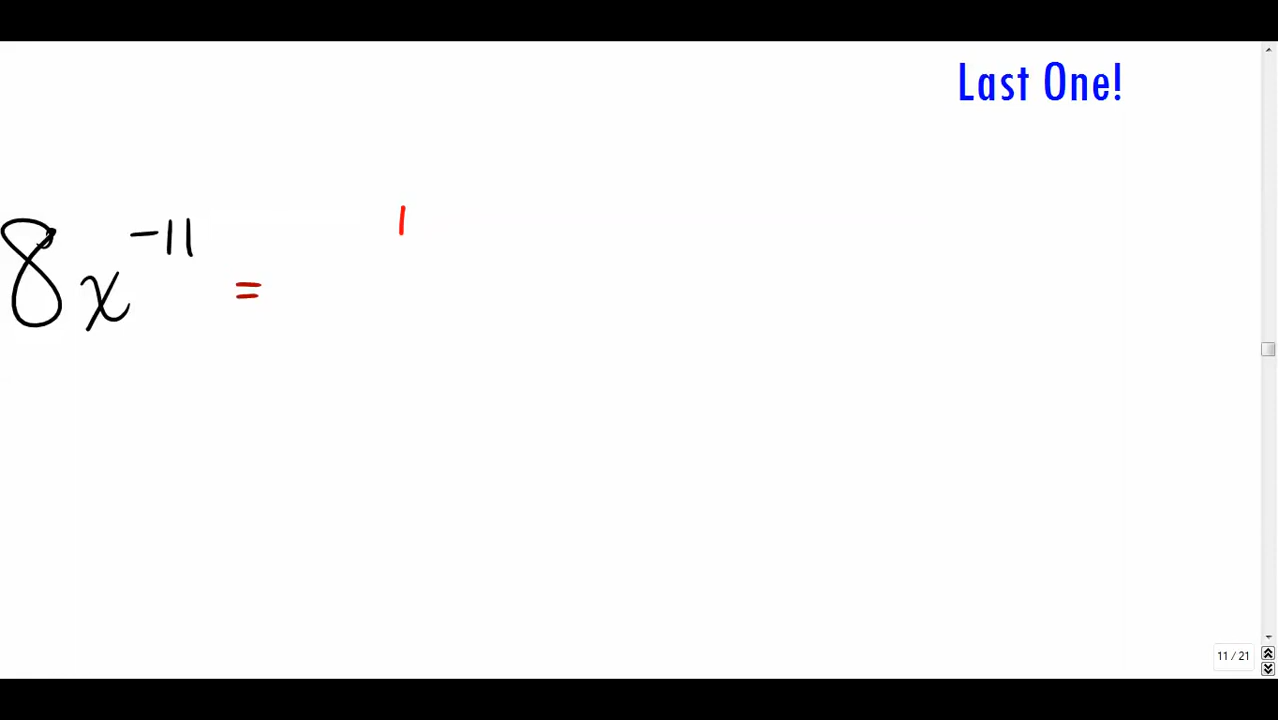 Last One!
8x^{-11} = 1
11 / 21